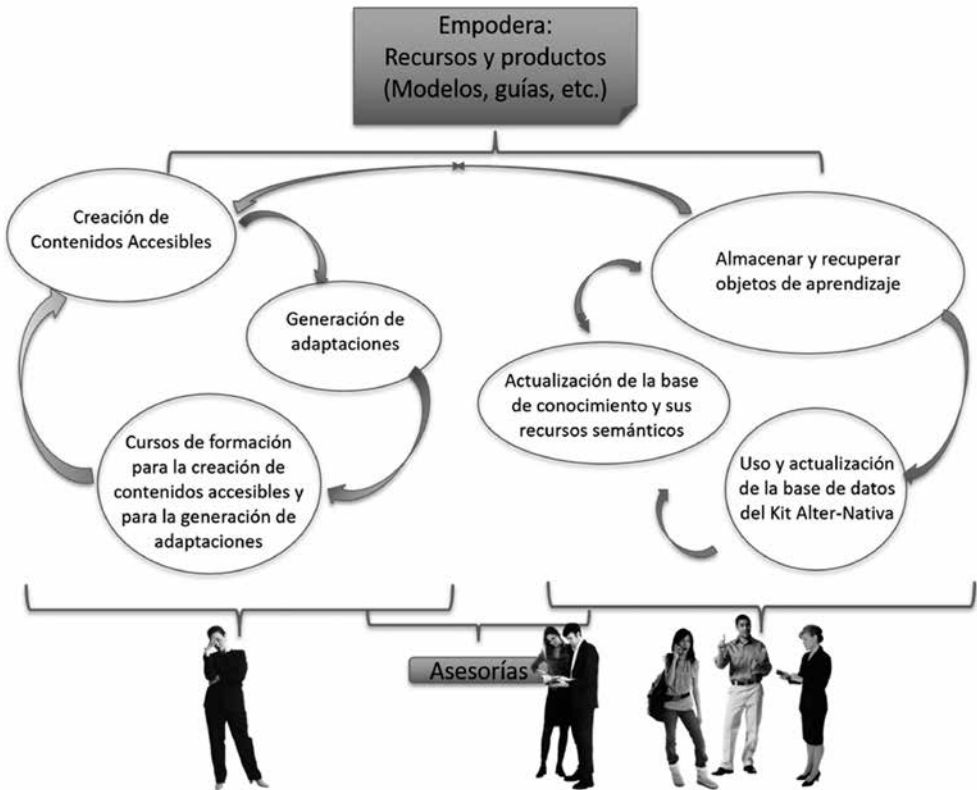 Empodera:
Recursos y productos
(Modelos, guías, etc.)
Creación de
Contenidos Accesibles
Generación de
adaptaciones
Cursos de formación
para la creación de
contenidos accesibles y
para la generación de
adaptaciones
Almacenar y recuperar
objetos de aprendizaje
Actualización de la base
de conocimiento y sus
recursos semánticos
Uso y actualización
de la base de datos
del Kit Alter-Nativa
Asesorías